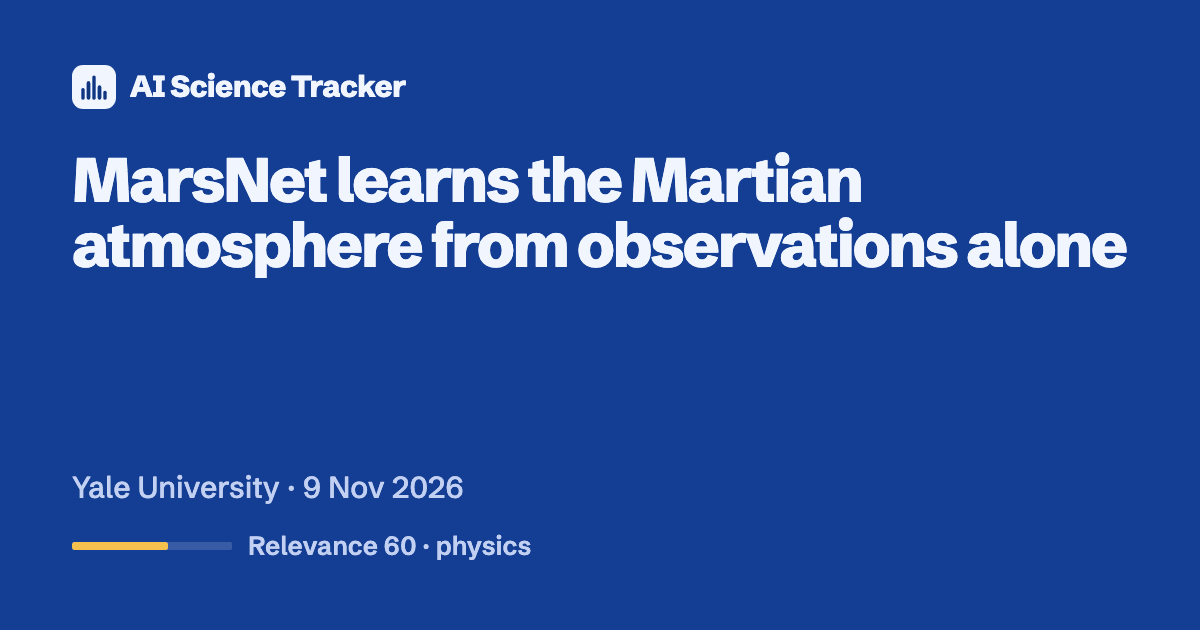 AI Science Tracker
MarsNet learns the Martian
atmosphere from observations alone
Yale University · 9 Nov 2026
Relevance 60 · physics